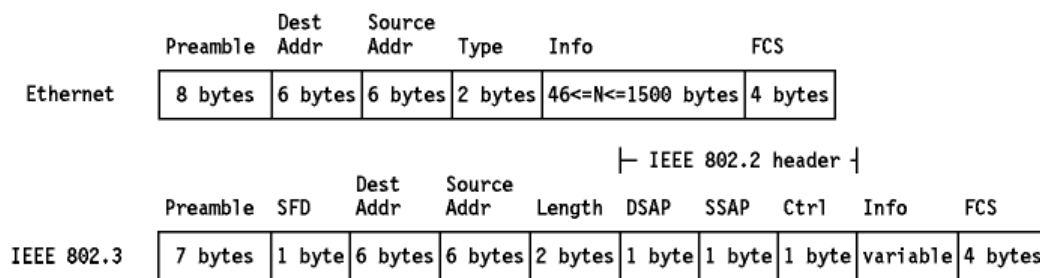 Dest Source
Preamble Addr Addr Type Info FCS
Ethernet 8 bytes 6 bytes 6 bytes 2 bytes 46<=N<=1500 bytes 4 bytes
IEEE 802.2 header
Dest Source
Preamble SFD Addr Addr Length DSAP SSAP Ctrl Info FCS
IEEE 802.3 7 bytes 1 byte 6 bytes 6 bytes 2 bytes 1 byte 1 byte 1 byte variable 4 bytes